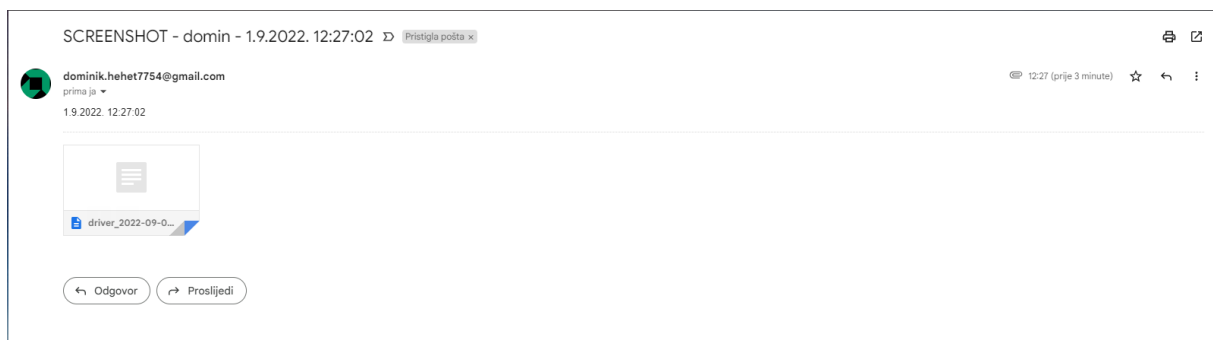 SCREENSHOT - domin - 1.9.2022. 12:27:02 Pristigla pošta ×
dominik.hehet7754@gmail.com 12:27 (prije 3 minute)
prima ja
1.9.2022. 12:27:02
driver_2022-09-0...
Odgovor Proslijedi